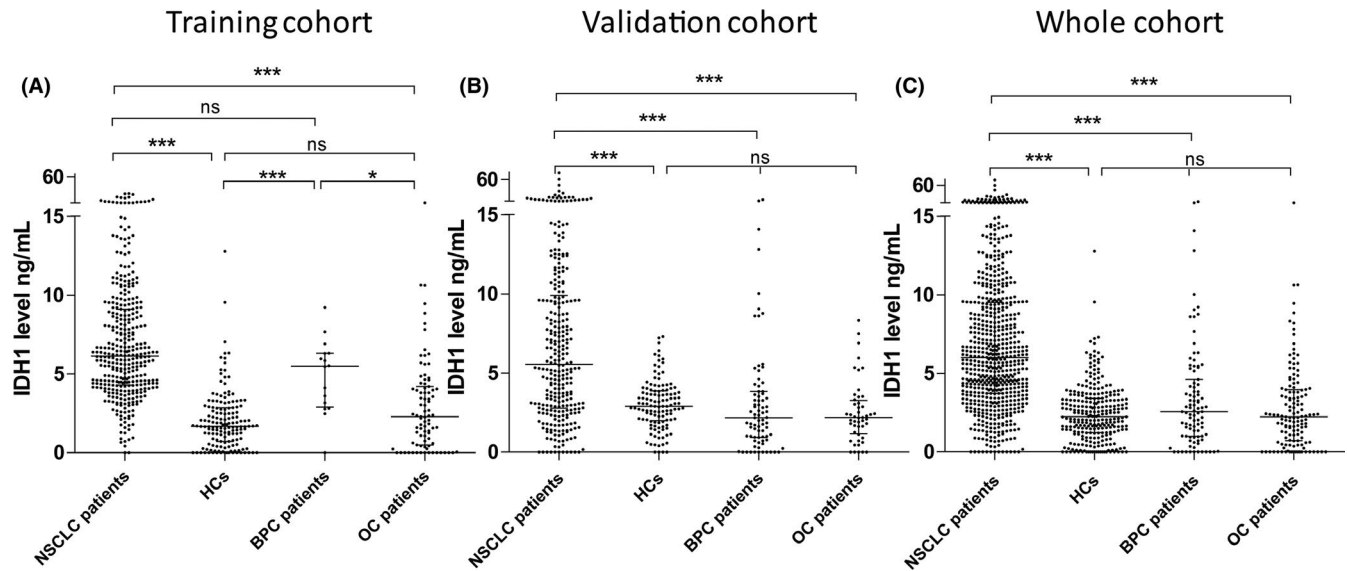 Training cohort
Validation cohort
Whole cohort
(A)
***
ns
***
ns
***
*
60
15
10
5
0
IDH1 level ng/mL
NSCLC patients
HCs
BPC patients
OC patients
(B)
***
***
***
ns
60
15
10
5
0
IDH1 level ng/mL
NSCLC patients
HCs
BPC patients
OC patients
(C)
***
***
***
ns
60
15
10
5
0
IDH1 level ng/mL
NSCLC patients
HCs
BPC patients
OC patients